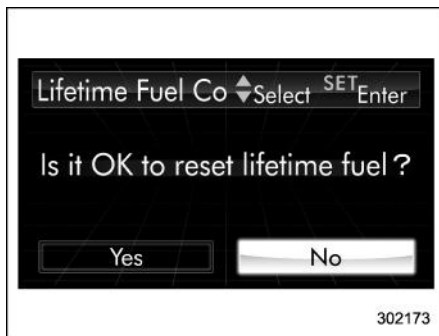 Lifetime Fuel Co Select SET Enter
Is it OK to reset lifetime fuel ?
Yes No
302173